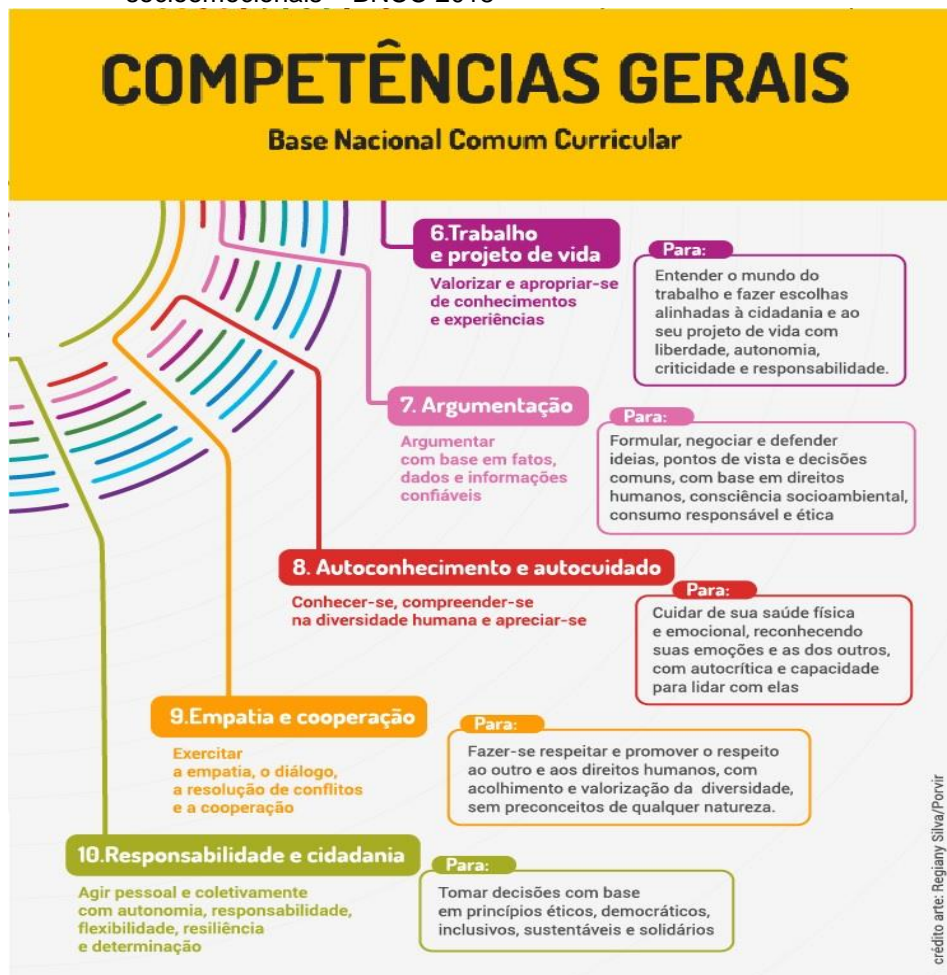 socioemocionais - BNCC 2018
COMPETÊNCIAS GERAIS
Base Nacional Comum Curricular
6.Trabalho
e projeto de vida
Valorizar e apropriar-se
de conhecimentos
e experiências
Para:
Entender o mundo do
trabalho e fazer escolhas
alinhadas à cidadania e ao
seu projeto de vida com
liberdade, autonomia,
criticidade e responsabilidade.
7. Argumentação
Argumentar
com base em fatos,
dados e informações
confiáveis
Para:
Formular, negociar e defender
ideias, pontos de vista e decisões
comuns, com base em direitos
humanos, consciência socioambiental,
consumo responsável e ética
8. Autoconhecimento e autocuidado
Conhecer-se, compreender-se
na diversidade humana e apreciar-se
Para:
Cuidar de sua saúde física
e emocional, reconhecendo
suas emoções e as dos outros,
com autocrítica e capacidade
para lidar com elas
9.Empatia e cooperação
Exercitar
a empatia, o diálogo,
a resolução de conflitos
e a cooperação
Para:
Fazer-se respeitar e promover o respeito
ao outro e aos direitos humanos, com
acolhimento e valorização da diversidade,
sem preconceitos de qualquer natureza.
10.Responsabilidade e cidadania
Agir pessoal e coletivamente
com autonomia, responsabilidade,
flexibilidade, resiliência
e determinação
Para:
Tomar decisões com base
em princípios éticos, democráticos,
inclusivos, sustentáveis e solidários
crédito arte: Regiany Silva/Porvir